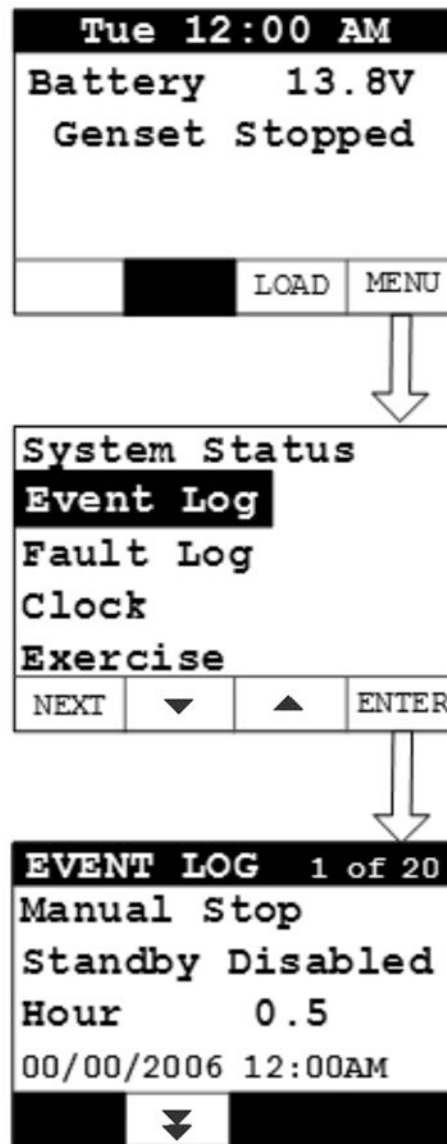 Tue 12:00 AM
Battery 13.8V
Genset Stopped
LOAD MENU
System Status
Event Log
Fault Log
Clock
Exercise
NEXT ENTER
EVENT LOG 1 of 20
Manual Stop
Standby Disabled
Hour 0.5
00/00/2006 12:00AM